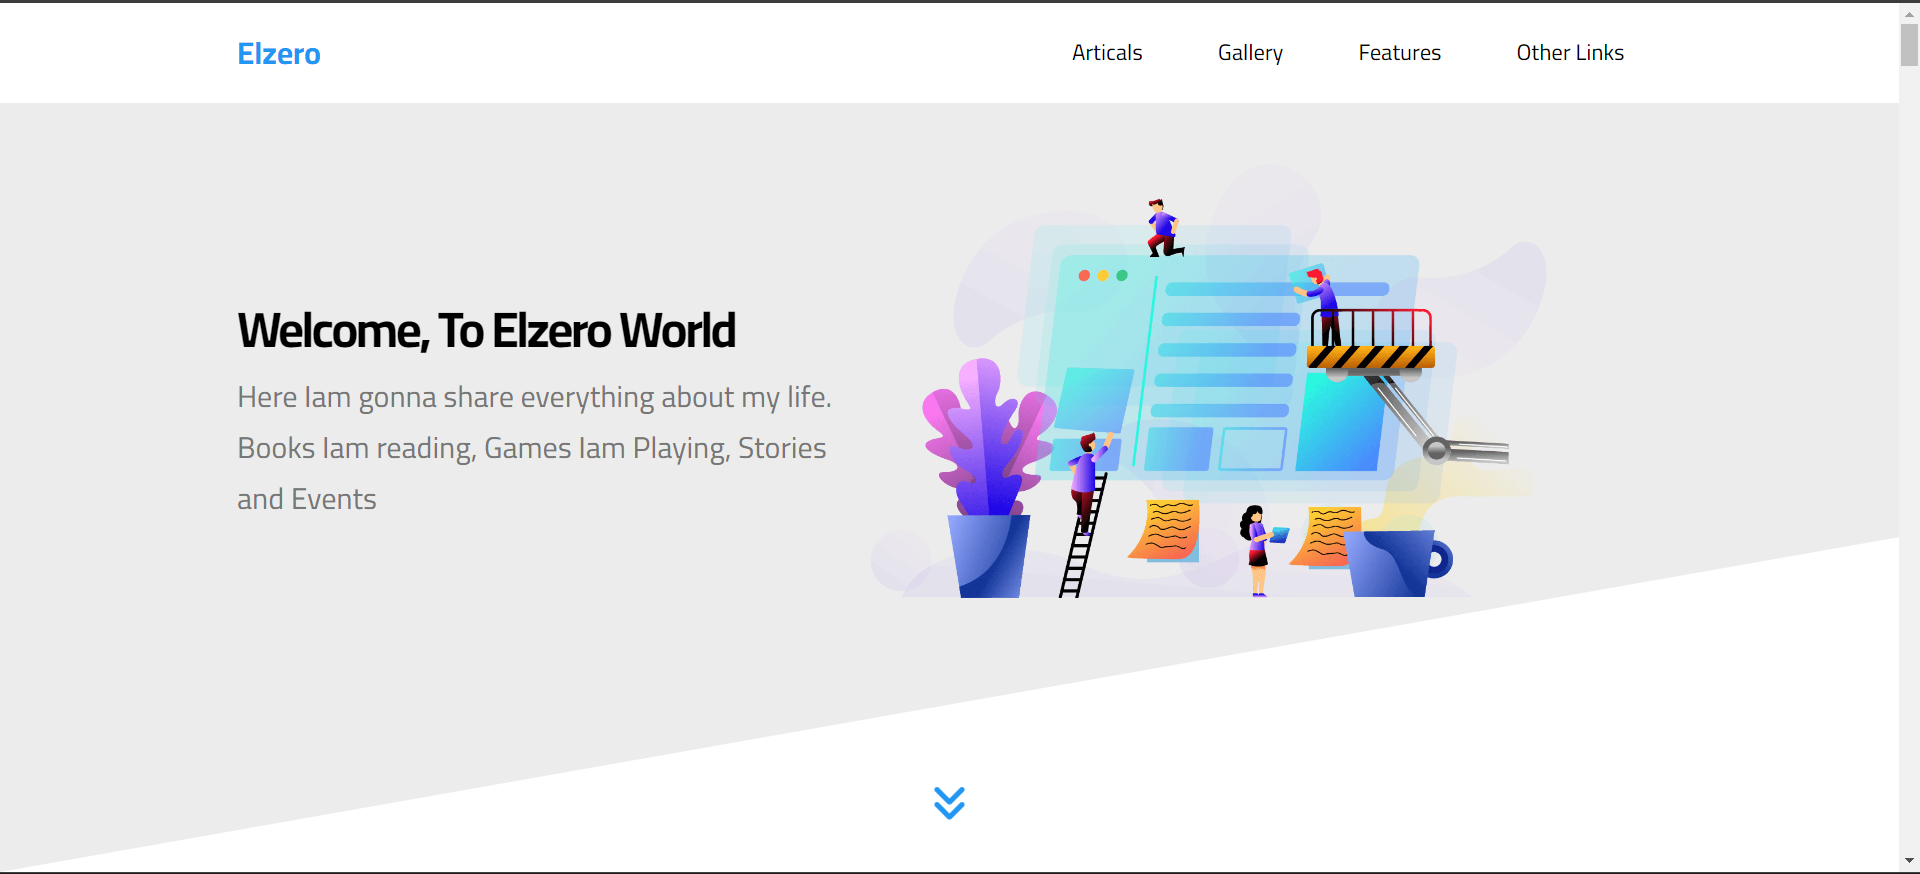 Elzero
Articals
Gallery
Features
Other Links
Welcome, To Elzero World
Here Iam gonna share everything about my life.
Books Iam reading, Games Iam Playing, Stories
and Events